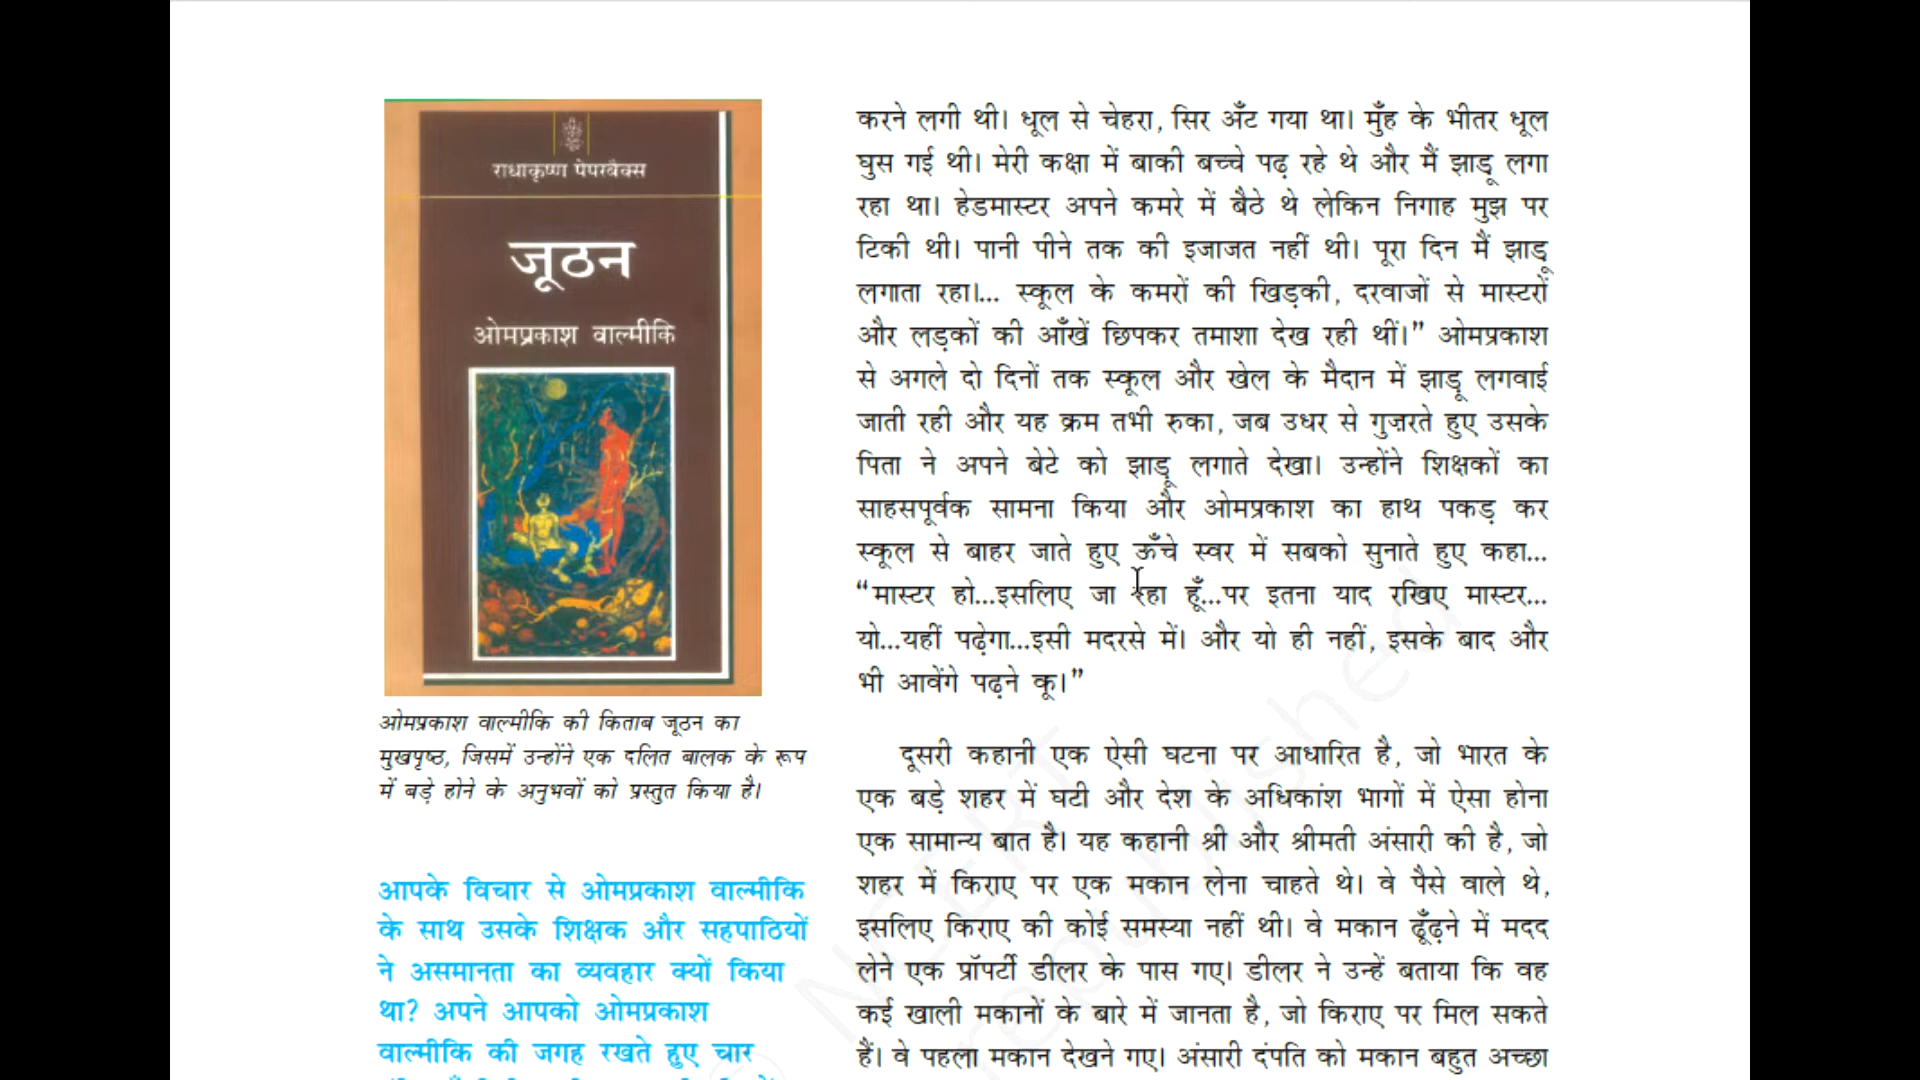 राधाकृष्ण पेपरबैक्स
जूठन
ओमप्रकाश वाल्मीकि
ओमप्रकाश वाल्मीकि की किताब जूठन का
मुखपृष्ठ, जिसमें उन्होंने एक दलित बालक के रूप
में बड़े होने के अनुभवों को प्रस्तुत किया है।
आपके विचार से ओमप्रकाश वाल्मीकि
के साथ उसके शिक्षक और सहपाठियों
ने असमानता का व्यवहार क्यों किया
था? अपने आपको ओमप्रकाश
वाल्मीकि की जगह रखते हुए चार
करने लगी थी। धूल से चेहरा, सिर अँट गया था। मुँह के भीतर धूल
घुस गई थी। मेरी कक्षा में बाकी बच्चे पढ़ रहे थे और मैं झाड़ू लगा
रहा था। हेडमास्टर अपने कमरे में बैठे थे लेकिन निगाह मुझ पर
टिकी थी। पानी पीने तक की इजाजत नहीं थी। पूरा दिन मैं झाड़ू
लगाता रहा।... स्कूल के कमरों की खिड़की, दरवाजों से मास्टरों
और लड़कों की आँखें छिपकर तमाशा देख रही थीं।” ओमप्रकाश
से अगले दो दिनों तक स्कूल और खेल के मैदान में झाड़ू लगवाई
जाती रही और यह क्रम तभी रुका, जब उधर से गुज़रते हुए उसके
पिता ने अपने बेटे को झाड़ू लगाते देखा। उन्होंने शिक्षकों का
साहसपूर्वक सामना किया और ओमप्रकाश का हाथ पकड़ कर
स्कूल से बाहर जाते हुए ऊँचे स्वर में सबको सुनाते हुए कहा...
“मास्टर हो...इसलिए जा रहा हूँ...पर इतना याद रखिए मास्टर...
यो...यहीं पढ़ेगा...इसी मदरसे में। और यो ही नहीं, इसके बाद और
भी आवेंगे पढ़ने कू।”
दूसरी कहानी एक ऐसी घटना पर आधारित है, जो भारत के
एक बड़े शहर में घटी और देश के अधिकांश भागों में ऐसा होना
एक सामान्य बात है। यह कहानी श्री और श्रीमती अंसारी की है, जो
शहर में किराए पर एक मकान लेना चाहते थे। वे पैसे वाले थे,
इसलिए किराए की कोई समस्या नहीं थी। वे मकान ढूँढ़ने में मदद
लेने एक प्रॉपर्टी डीलर के पास गए। डीलर ने उन्हें बताया कि वह
कई खाली मकानों के बारे में जानता है, जो किराए पर मिल सकते
हैं। वे पहला मकान देखने गए। अंसारी दंपति को मकान बहुत अच्छा
NCERT
republished